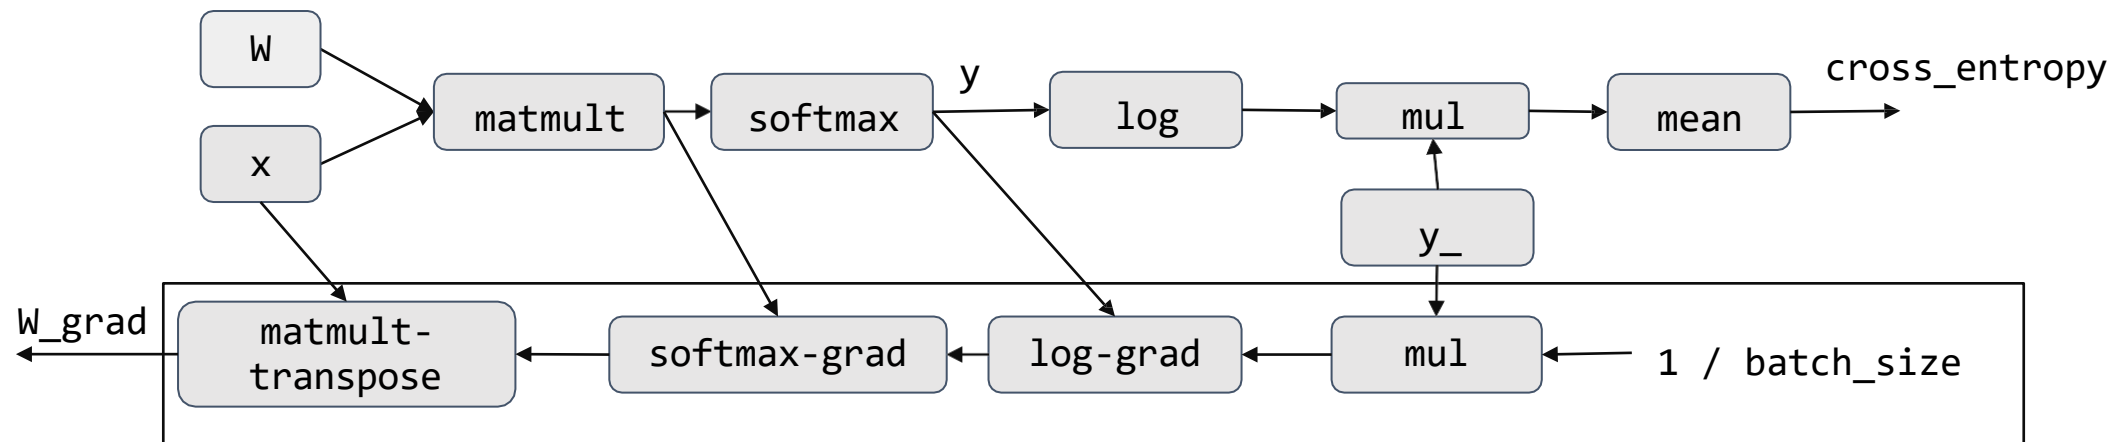 W
x
matmult
softmax
y
log
mul
mean
cross_entropy
y_
W_grad
matmult-
transpose
softmax-grad
log-grad
mul
1 / batch_size